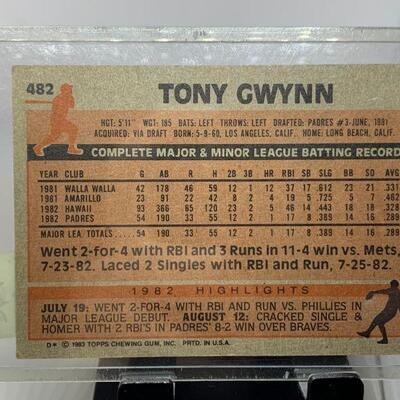 482 TONY GWYNN
HGT: 5'11" WGT: 185 BATS: LEFT THROWS: LEFT DRAFTED: PADRES #3-JUNE, 1981
ACQUIRED: VIA DRAFT BORN: 5-9-60, LOS ANGELES, CALIF. HOME: LONG BEACH, CALIF.
COMPLETE MAJOR & MINOR LEAGUE BATTING RECORD
YEAR CLUB G AB R H 2B 3B HR RBI SB SLG BB SO AVG
1981 WALLA WALLA 42 178 46 59 12 1 12 37 17 .612 23 21 .331
1981 AMARILLO 23 91 22 42 8 2 4 19 5 .725 5 7
1982 HAWAII 93 366 65 120 12 2 5 46 14 .413 18 18 .328
1982 PADRES 54 190 33 55 12 2 1 17 8 .389 14 16 .289
MAJOR LEA TOTALS.... 54 190 33 55 12 2 1 17 8 .389 14 16 .289
Went 2-for-4 with RBI and 3 Runs in 11-4 win vs. Mets,
7-23-82. Laced 2 Singles with RBI and Run, 7-25-82.
1982 HIGHLIGHTS
JULY 19: WENT 2-FOR-4 WITH RBI AND RUN VS. PHILLIES IN
MAJOR LEAGUE DEBUT. AUGUST 12: CRACKED SINGLE &
HOMER WITH 2 RBI'S IN PADRES' 8-2 WIN OVER BRAVES.
D* © 1983 TOPPS CHEWING GUM, INC. PRTD. IN U.S.A.